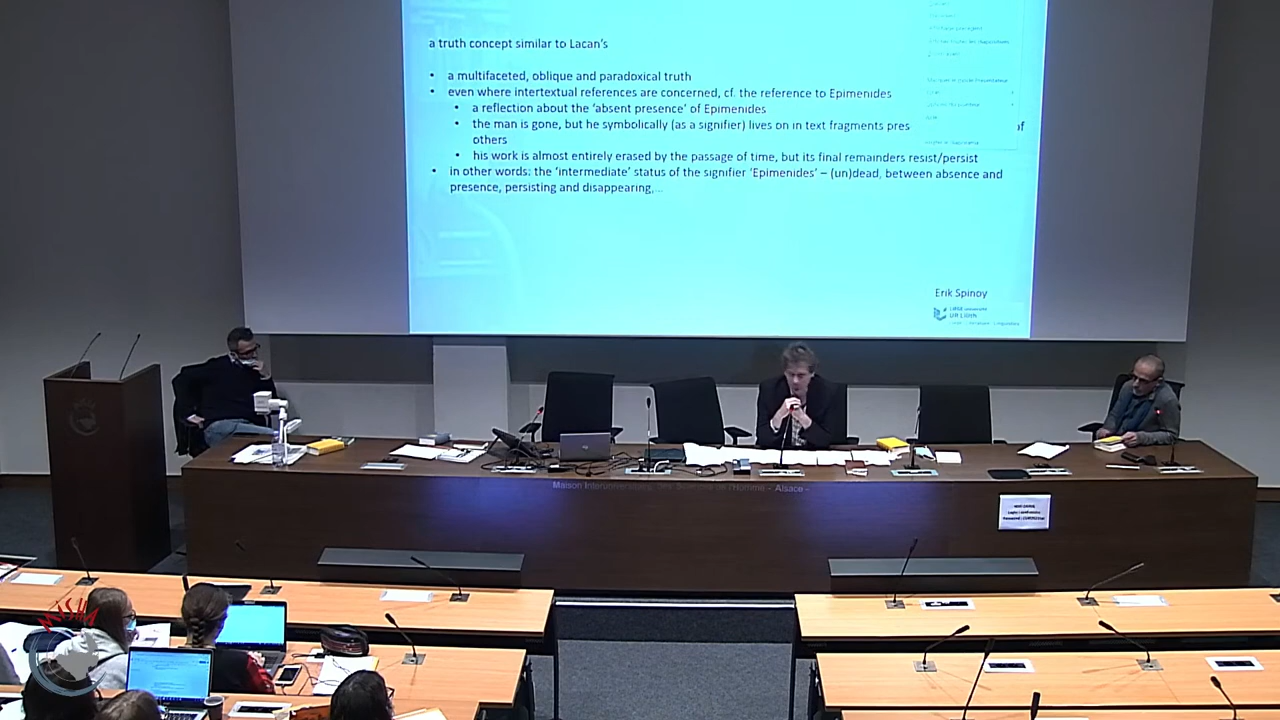 a truth concept similar to Lacan's
• a multifaceted, oblique and paradoxical truth
• even where intertextual references are concerned, cf. the reference to Epimenides
• a reflection about the 'absent presence' of Epimenides
• the man is gone, but he symbolically (as a signifier) lives on in text fragments pres of
others
• his work is almost entirely erased by the passage of time, but its final remainders resist/persist
• in other words: the 'intermediate' status of the signifier 'Epimenides' – (un)dead, between absence and
presence, persisting and disappearing,...
Erik Spinoy
Maison Interuniversitaire des Sciences de l'Homme - Alsace -
MISHA